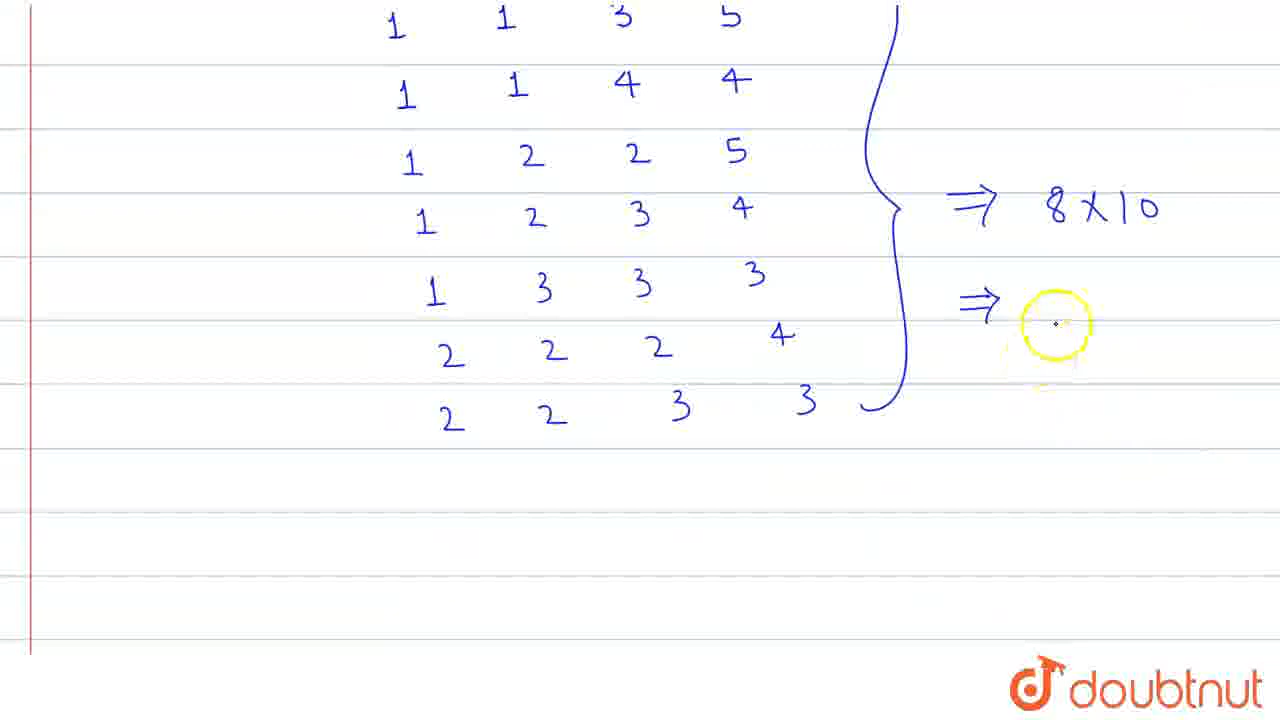 1 1 3 5
1 1 4 4
1 2 2 5
1 2 3 4
1 3 3 3
2 2 2 4
2 2 3 3
⇒ 8 × 10
⇒
doubtnut